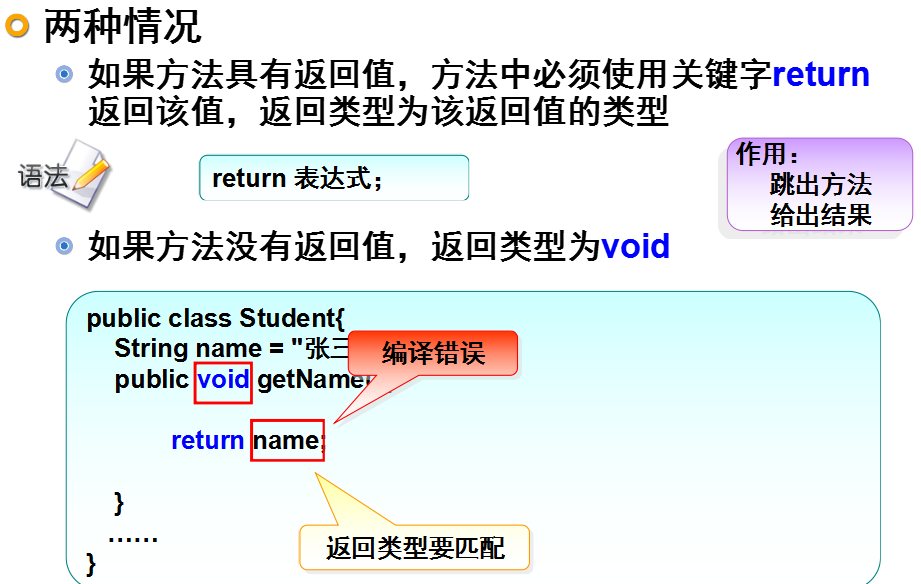 两种情况
如果方法具有返回值，方法中必须使用关键字return
返回该值，返回类型为该返回值的类型
语法
return 表达式；
作用：
跳出方法
给出结果
如果方法没有返回值，返回类型为void
public class Student{
String name = "张三
编译错误
public void getName(
return name;
}
……
返回类型要匹配
}